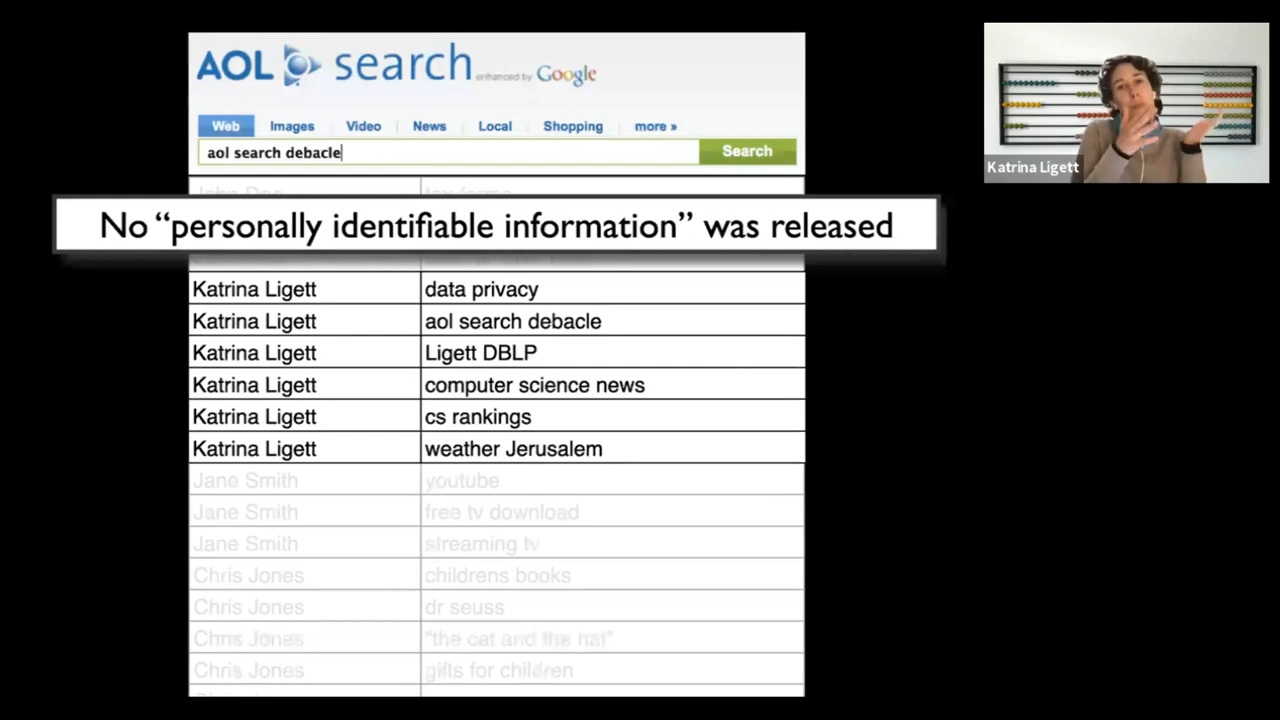 AOL search enhanced by Google
Web Images Video News Local Shopping more »
aol search debacle Search
John Doe tax forms
No “personally identifiable information” was released
Katrina Ligett data privacy
Katrina Ligett aol search debacle
Katrina Ligett Ligett DBLP
Katrina Ligett computer science news
Katrina Ligett cs rankings
Katrina Ligett weather Jerusalem
Jane Smith youtube
Jane Smith free tv download
Jane Smith streaming tv
Chris Jones childrens books
Chris Jones dr seuss
Chris Jones “the cat and the hat”
Chris Jones gifts for children
Katrina Ligett